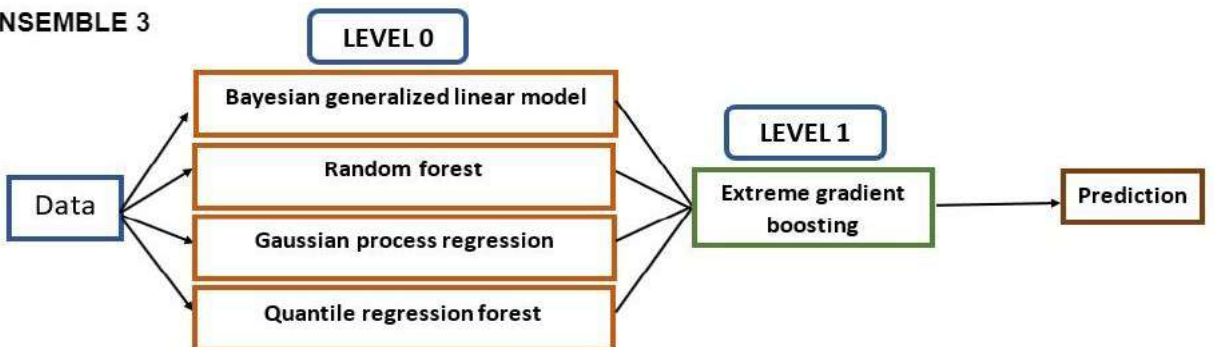 NSEMBLE 3
LEVEL 0
Bayesian generalized linear model
Random forest
Gaussian process regression
Quantile regression forest
Data
LEVEL 1
Extreme gradient
boosting
Prediction